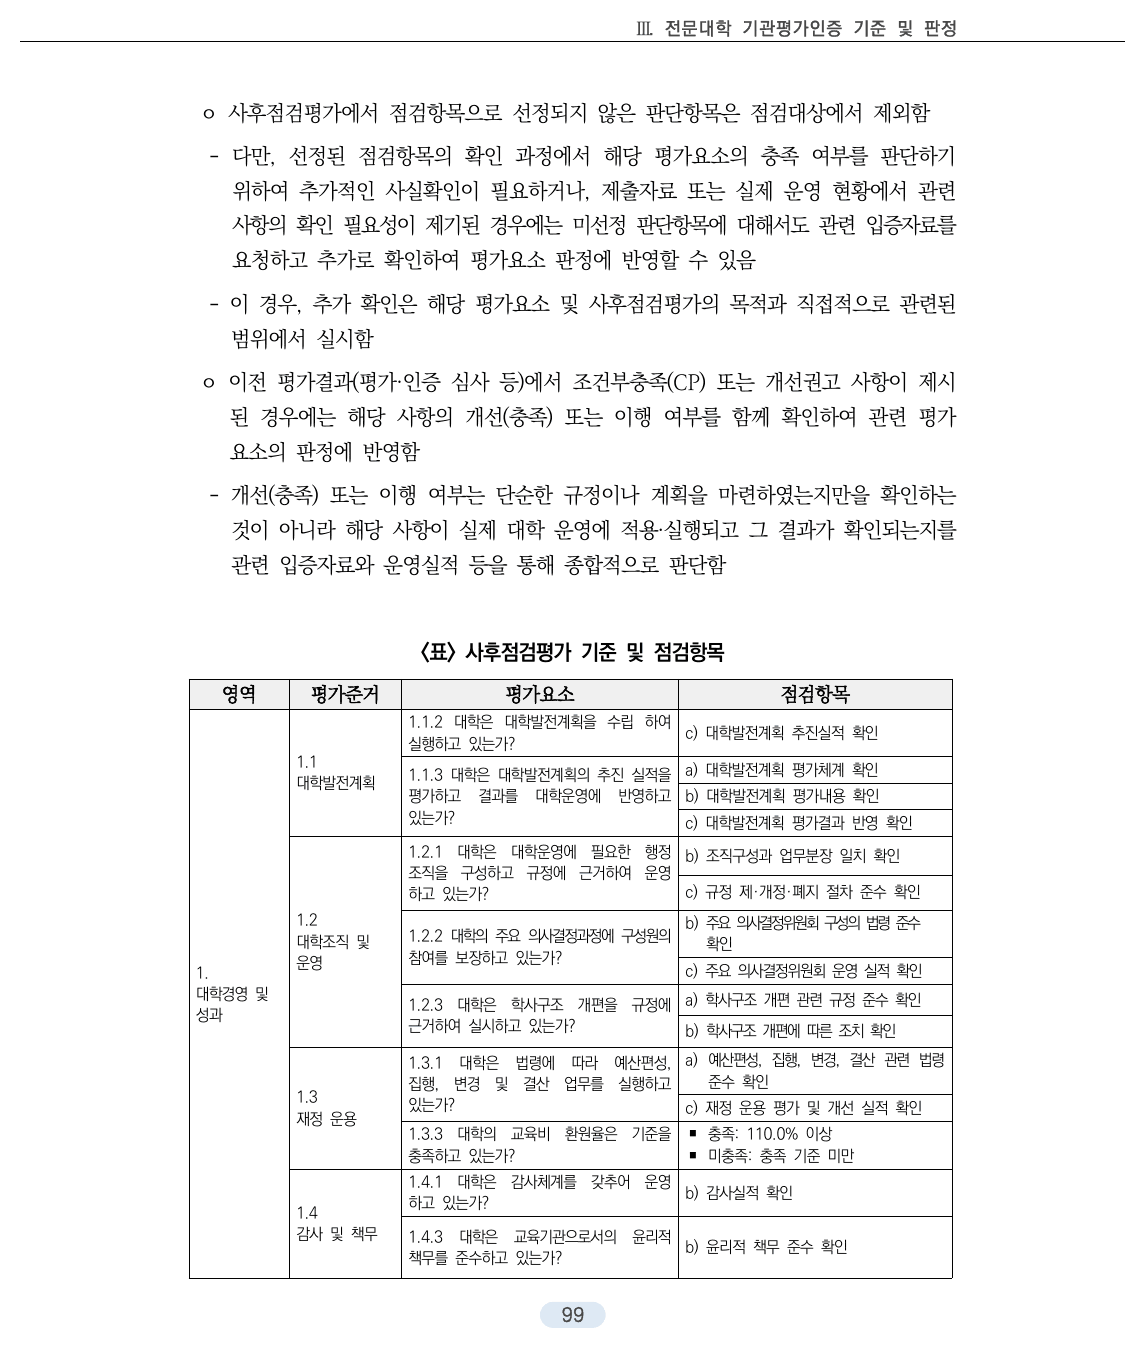 Ⅲ. 전문대학 기관평가인증 기준 및 판정
ㅇ 사후점검평가에서 점검항목으로 선정되지 않은 판단항목은 점검대상에서 제외함
- 다만, 선정된 점검항목의 확인 과정에서 해당 평가요소의 충족 여부를 판단하기
위하여 추가적인 사실확인이 필요하거나, 제출자료 또는 실제 운영 현황에서 관련
사항의 확인 필요성이 제기된 경우에는 미선정 판단항목에 대해서도 관련 입증자료를
요청하고 추가로 확인하여 평가요소 판정에 반영할 수 있음
- 이 경우, 추가 확인은 해당 평가요소 및 사후점검평가의 목적과 직접적으로 관련된
범위에서 실시함
ㅇ 이전 평가결과(평가·인증 심사 등)에서 조건부충족(CP) 또는 개선권고 사항이 제시
된 경우에는 해당 사항의 개선(충족) 또는 이행 여부를 함께 확인하여 관련 평가
요소의 판정에 반영함
- 개선(충족) 또는 이행 여부는 단순한 규정이나 계획을 마련하였는지만을 확인하는
것이 아니라 해당 사항이 실제 대학 운영에 적용·실행되고 그 결과가 확인되는지를
관련 입증자료와 운영실적 등을 통해 종합적으로 판단함
〈표〉 사후점검평가 기준 및 점검항목
영역 평가준거 평가요소 점검항목
1.
대학경영 및
성과
1.1
대학발전계획
1.1.2 대학은 대학발전계획을 수립 하여
실행하고 있는가?
c) 대학발전계획 추진실적 확인
1.1.3 대학은 대학발전계획의 추진 실적을
평가하고 결과를 대학운영에 반영하고
있는가?
a) 대학발전계획 평가체계 확인
b) 대학발전계획 평가내용 확인
c) 대학발전계획 평가결과 반영 확인
1.2
대학조직 및
운영
1.2.1 대학은 대학운영에 필요한 행정
조직을 구성하고 규정에 근거하여 운영
하고 있는가?
b) 조직구성과 업무분장 일치 확인
c) 규정 제·개정·폐지 절차 준수 확인
1.2.2 대학의 주요 의사결정과정에 구성원의
참여를 보장하고 있는가?
b) 주요 의사결정위원회 구성의 법령 준수
확인
c) 주요 의사결정위원회 운영 실적 확인
1.2.3 대학은 학사구조 개편을 규정에
근거하여 실시하고 있는가?
a) 학사구조 개편 관련 규정 준수 확인
b) 학사구조 개편에 따른 조치 확인
1.3
재정 운용
1.3.1 대학은 법령에 따라 예산편성,
집행, 변경 및 결산 업무를 실행하고
있는가?
a) 예산편성, 집행, 변경, 결산 관련 법령
준수 확인
c) 재정 운용 평가 및 개선 실적 확인
1.3.3 대학의 교육비 환원율은 기준을
충족하고 있는가?
▪ 충족: 110.0% 이상
▪ 미충족: 충족 기준 미만
1.4
감사 및 책무
1.4.1 대학은 감사체계를 갖추어 운영
하고 있는가?
b) 감사실적 확인
1.4.3 대학은 교육기관으로서의 윤리적
책무를 준수하고 있는가?
b) 윤리적 책무 준수 확인
99